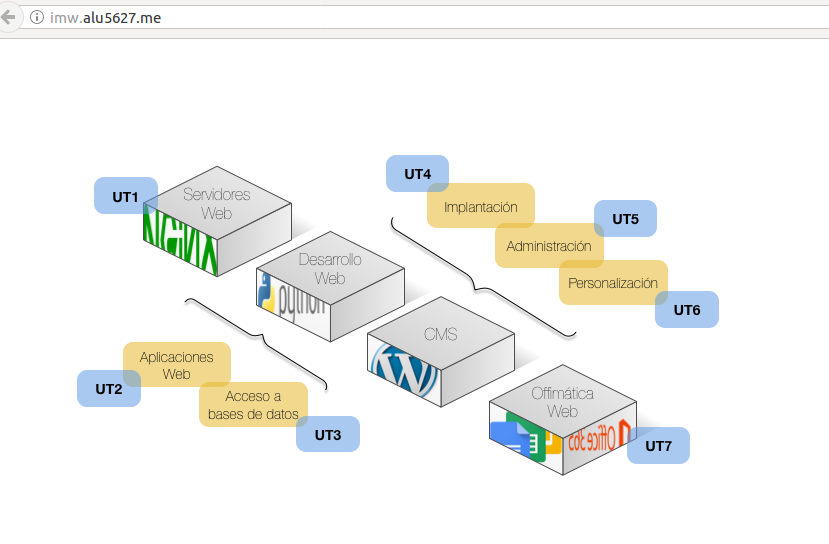 imw.alu5627.me
UT1
Servidores
Web
NGINX
UT4
Implantación
UT5
Administración
Desarrollo
Web
python
Personalización
UT6
CMS
Aplicaciones
Web
UT2
Acceso a
bases de datos
UT3
Offimática
Web
Office 365
UT7